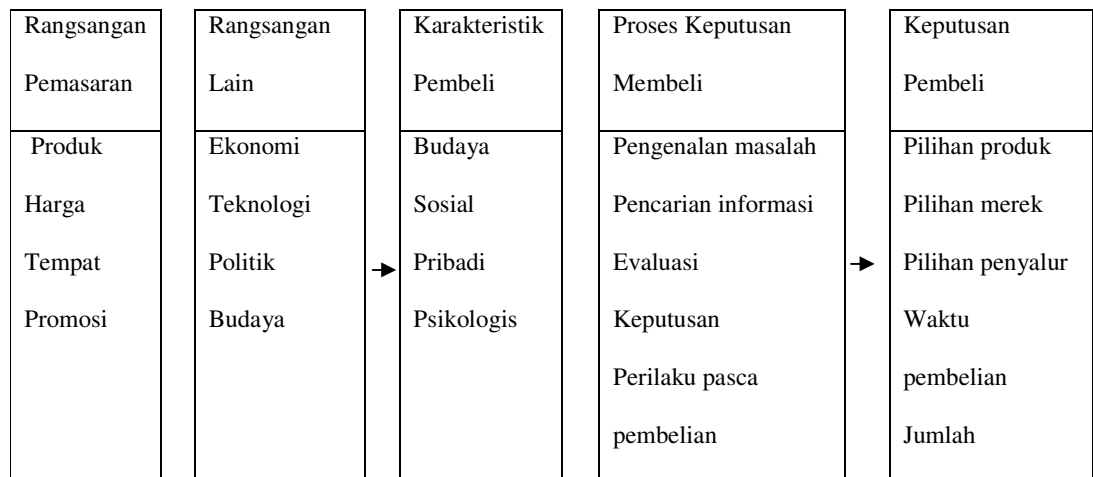 Rangsangan
Pemasaran
Produk
Harga
Tempat
Promosi
Rangsangan
Lain
Ekonomi
Teknologi
Politik
Budaya
Karakteristik
Pembeli
Budaya
Sosial
Pribadi
Psikologis
Proses Keputusan
Membeli
Pengenalan masalah
Pencarian informasi
Evaluasi
Keputusan
Perilaku pasca
pembelian
Keputusan
Pembeli
Pilihan produk
Pilihan merek
Pilihan penyalur
Waktu
pembelian
Jumlah